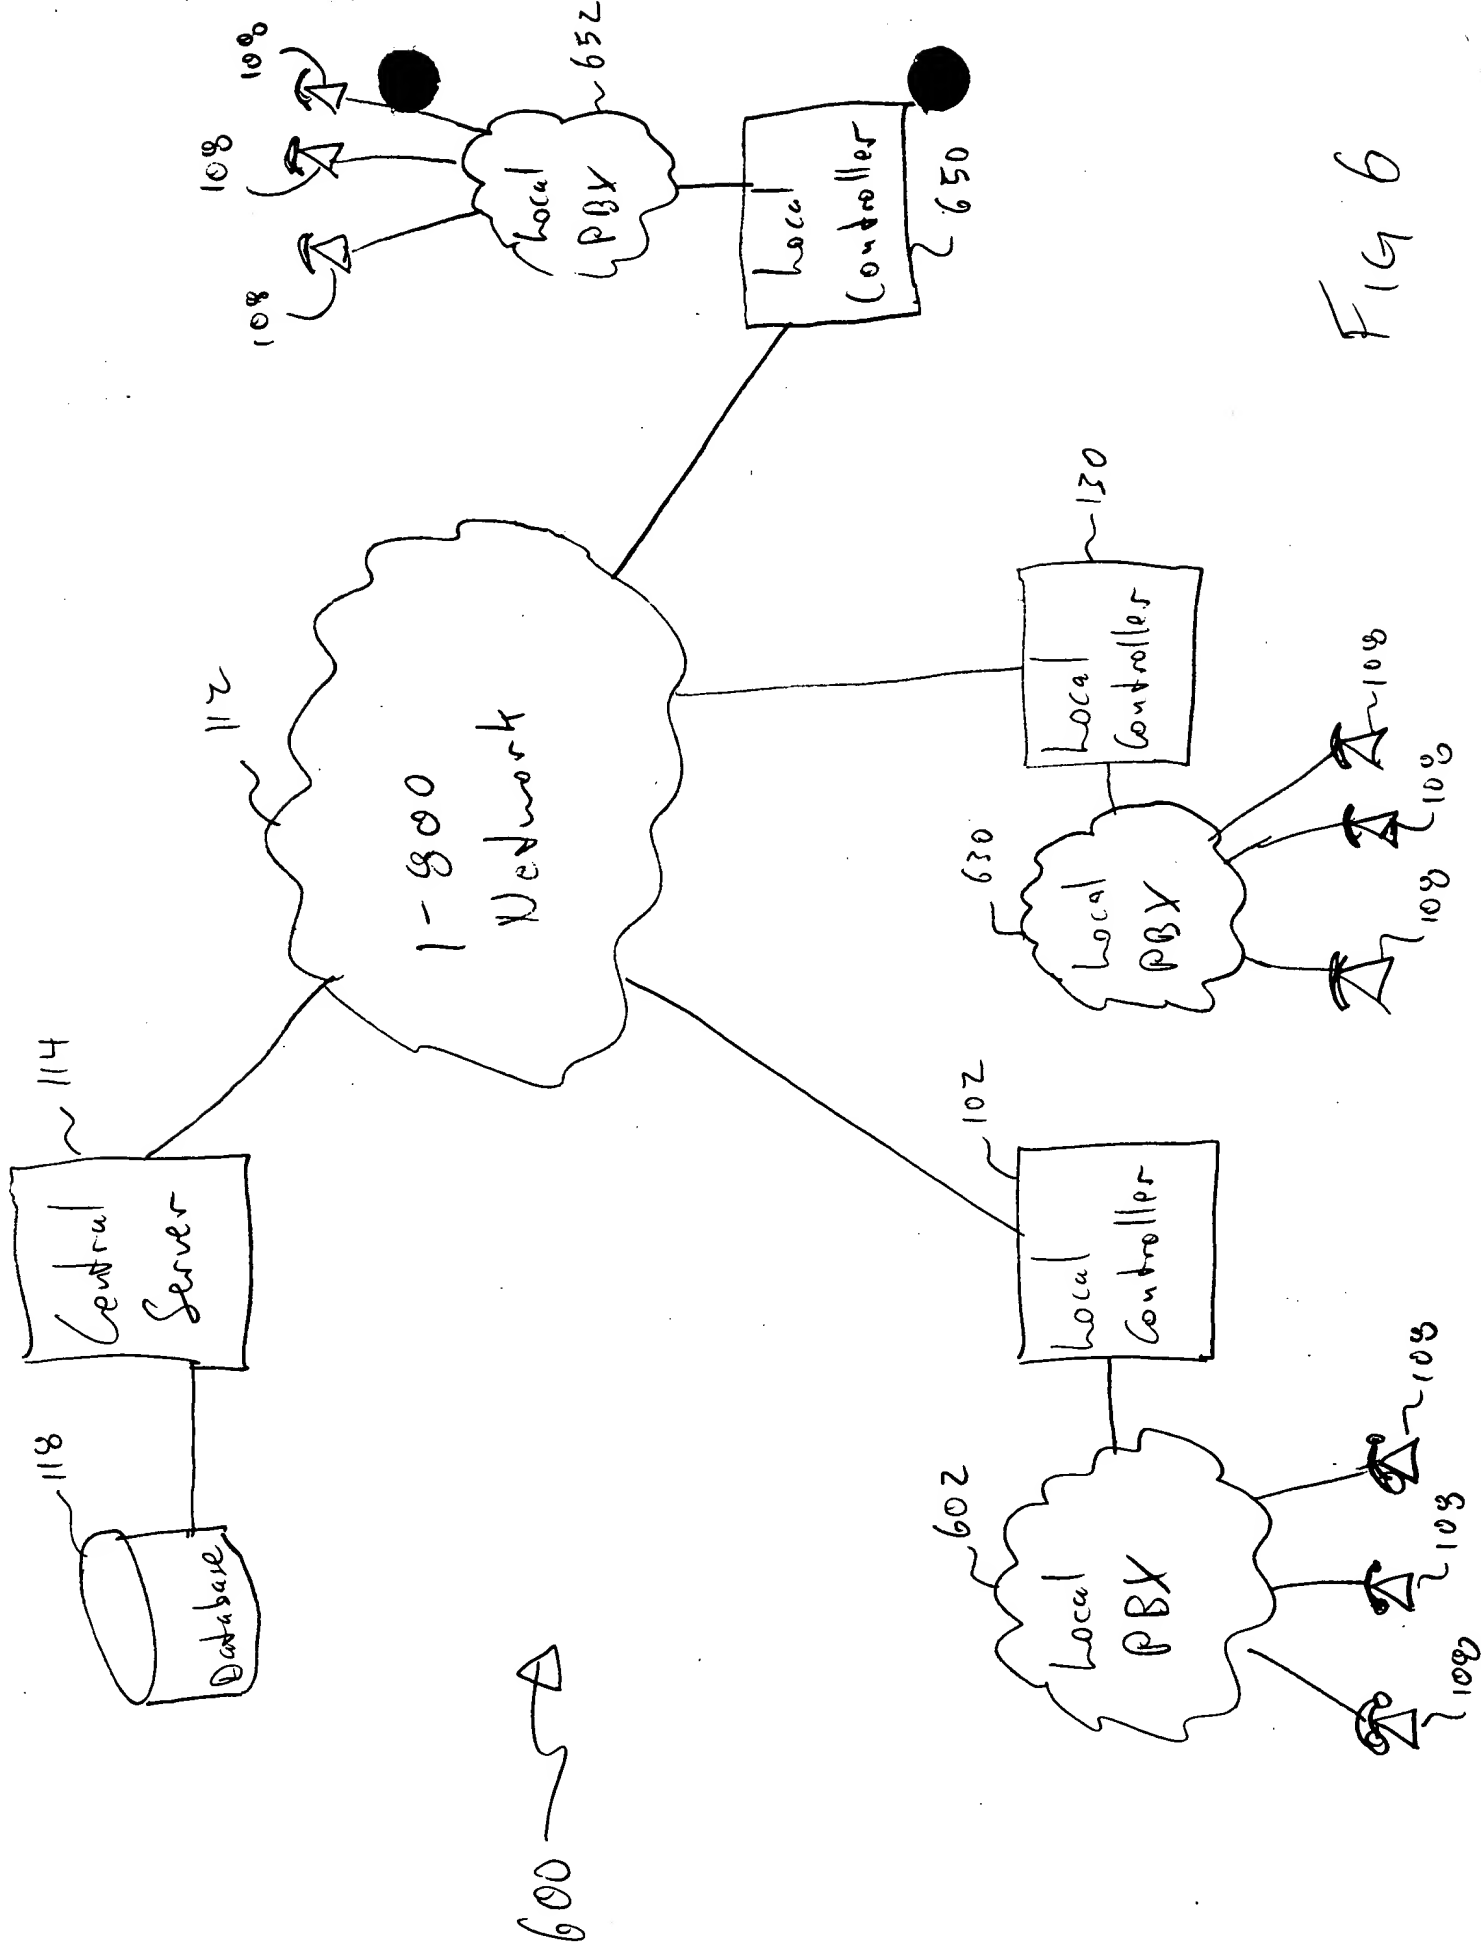 118
Database
114
Central
Server
112
1-800
Network
108
108
108
652
Local
PBX
Local
Controller
650
600
602
Local
PBX
102
Local
Controller
108
108
108
630
Local
PBX
130
Local
Controller
108
108
108
FIG 6